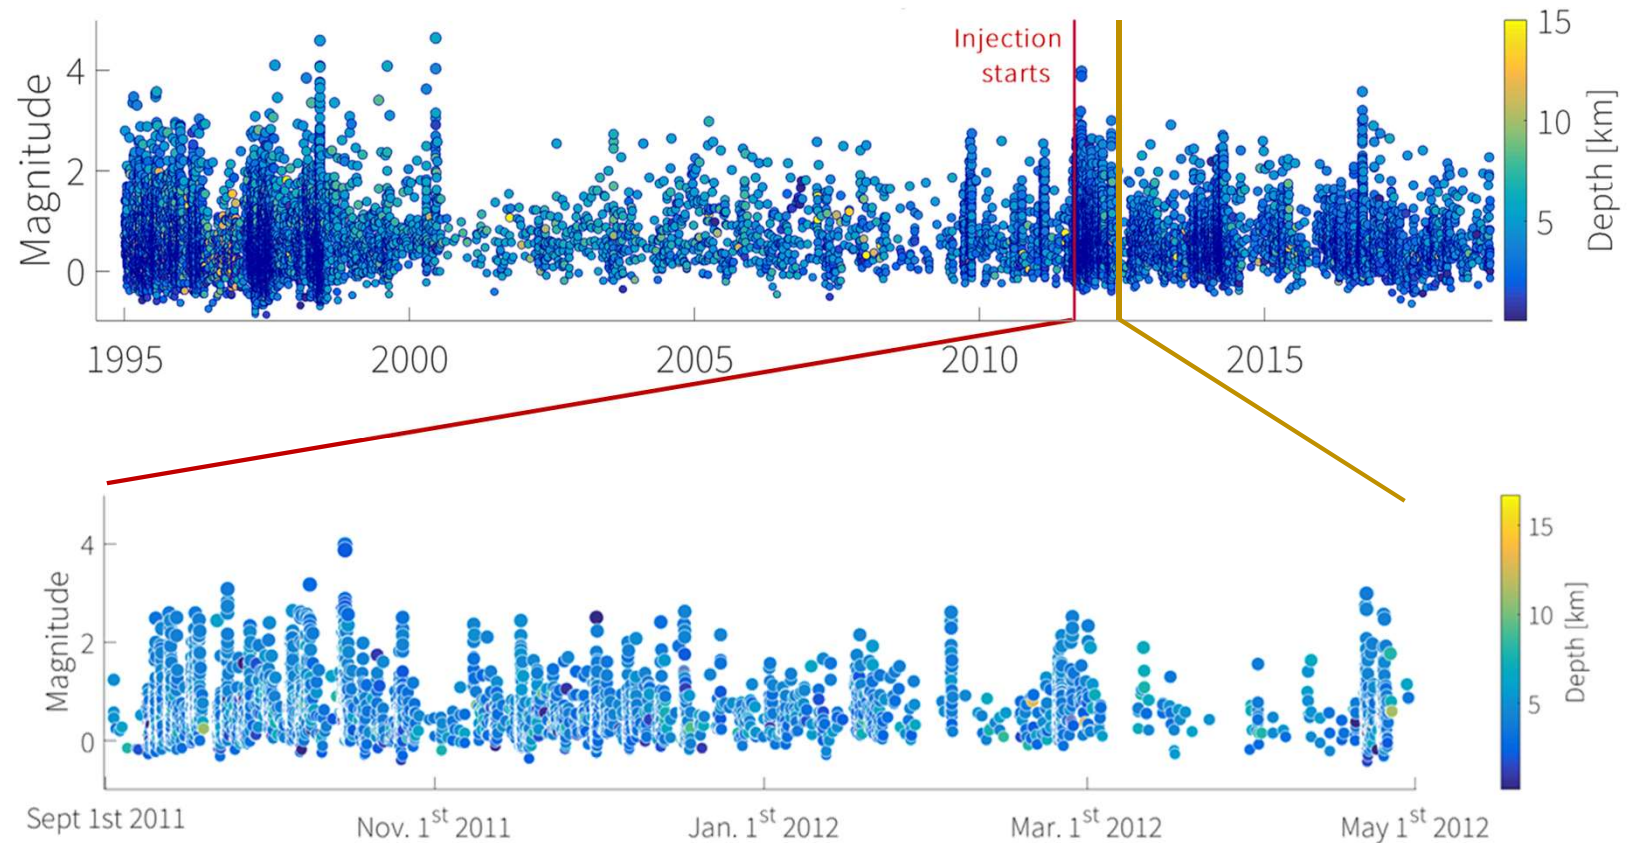 Magnitude
4
2
0
Injection
starts
15
10
5
Depth [km]
1995
2000
2005
2010
2015
Magnitude
4
2
0
15
10
5
Depth [km]
Sept 1st 2011
Nov. 1st 2011
Jan. 1st 2012
Mar. 1st 2012
May 1st 2012